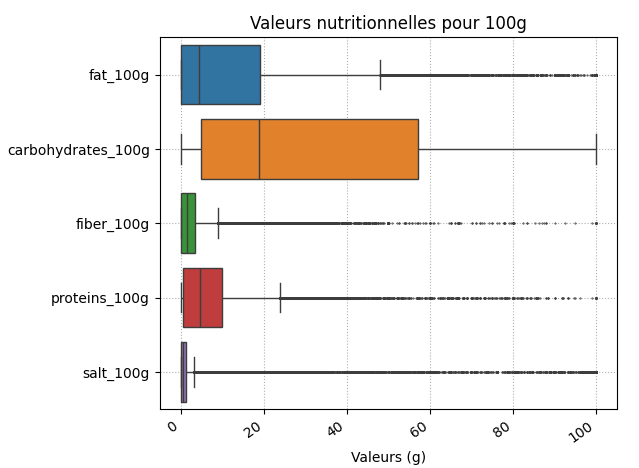 Valeurs nutritionnelles pour 100g
fat_100g
carbohydrates_100g
fiber_100g
proteins_100g
salt_100g
0 20 40 60 80 100
Valeurs (g)